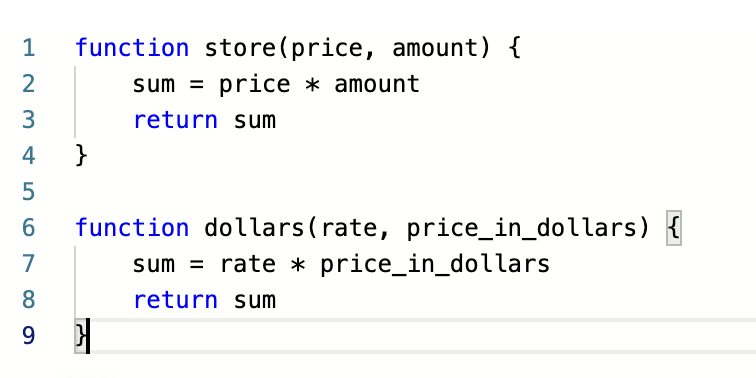 1 function store(price, amount) {
2     sum = price * amount
3     return sum
4 }
5
6 function dollars(rate, price_in_dollars) {
7     sum = rate * price_in_dollars
8     return sum
9 }